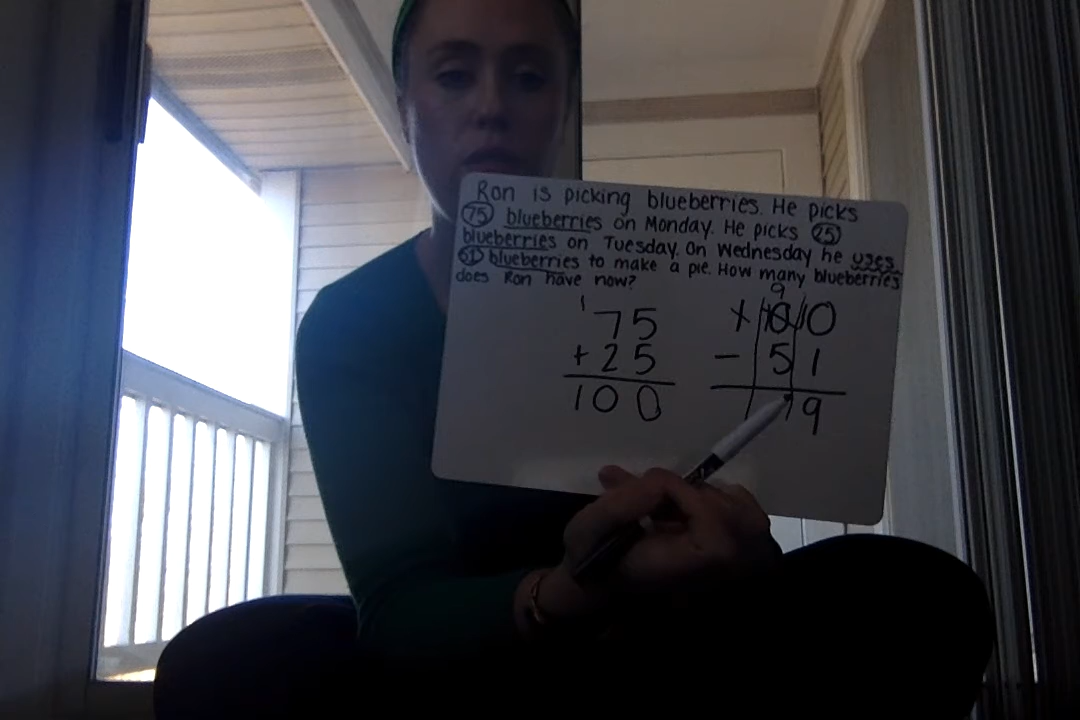 Ron is picking blueberries. He picks
75 blueberries on Monday. He picks 25
blueberries on Tuesday. On Wednesday he uses
51 blueberries to make a pie. How many blueberries
does Ron have now?
1
75
+ 25
100
9
10 10
- 51
9